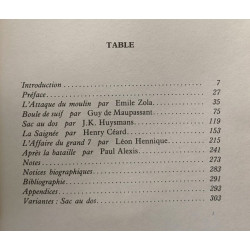 TABLE
Introduction . . . . . . . . . . . . . . . . . . . . . . 7
Préface . . . . . . . . . . . . . . . . . . . . . . . . . 27
L'Attaque du moulin par Emile Zola . . . . . . . 35
Boule de suif par Guy de Maupassant . . . . . . 75
Sac au dos par J.K. Huysmans . . . . . . . . . . 119
La Saignée par Henry Céard . . . . . . . . . . . 153
L'Affaire du grand 7 par Léon Hennique . . . . . 215
Après la bataille par Paul Alexis . . . . . . . . . 241
Notes . . . . . . . . . . . . . . . . . . . . . . . . . 273
Notices biographiques . . . . . . . . . . . . . . . 281
Bibliographie . . . . . . . . . . . . . . . . . . . . . 291
Appendices . . . . . . . . . . . . . . . . . . . . . . 293
Variantes : Sac au dos . . . . . . . . . . . . . . . 303